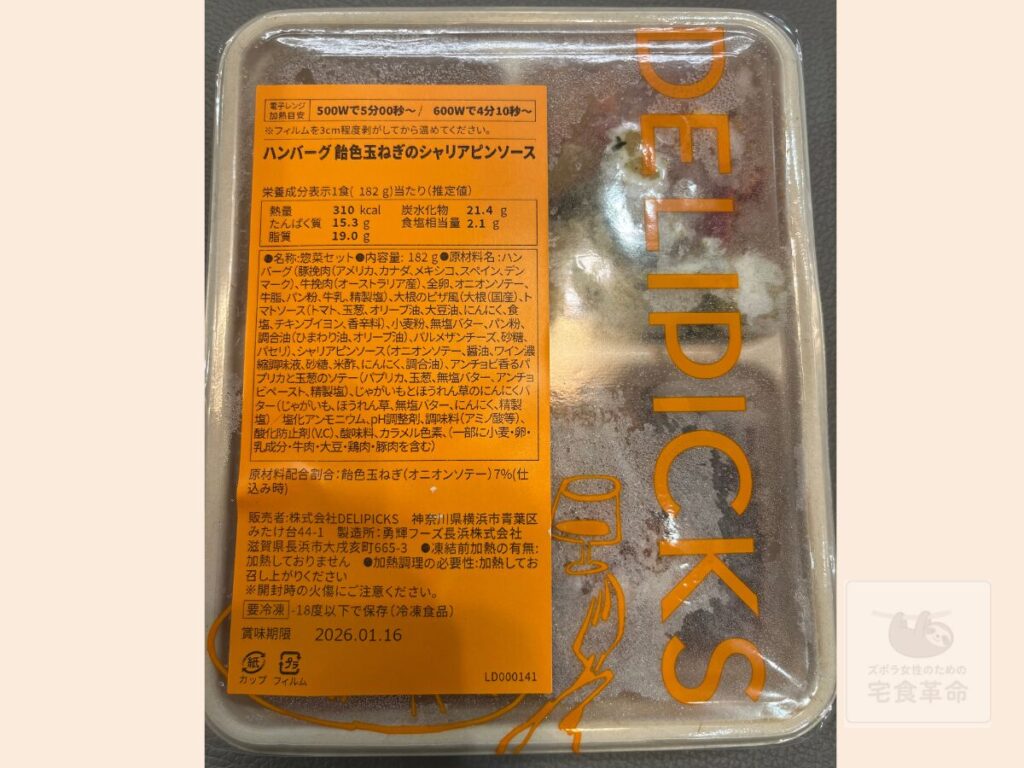 電子レンジ
加熱目安
500Wで5分00秒～/ 600Wで4分10秒～
※フィルムを3cm程度剥がしてから温めてください。
ハンバーグ 飴色玉ねぎのシャリアピンソース
栄養成分表示1食( 182 g)当たり(推定値)
熱量 310 kcal 炭水化物 21.4 g
たんぱく質 15.3 g 食塩相当量 2.1 g
脂質 19.0 g
●名称:惣菜セット●内容量: 182 g●原材料名:ハン
バーグ(豚挽肉(アメリカ、カナダ、メキシコ、スペイン、デン
マーク)、牛挽肉(オーストラリア産)、全卵、オニオンソテー、
牛脂、パン粉、牛乳、精製塩)、大根のピザ風(大根(国産)、ト
マトソース(トマト、玉葱、オリーブ油、大豆油、にんにく、食
塩、チキンブイヨン、香辛料)、小麦粉、無塩バター、パン粉、
調合油(ひまわり油、オリーブ油)、パルメザンチーズ、砂糖、
パセリ)、シャリアピンソース(オニオンソテー、醤油、ワイン濃
縮調味液、砂糖、米酢、にんにく、調合油)、アンチョビ香るパ
プリカと玉葱のソテー(パプリカ、玉葱、無塩バター、アンチョ
ビペースト、精製塩)、じゃがいもとほうれん草のにんにくバ
ター(じゃがいも、ほうれん草、無塩バター、にんにく、精製
塩)／塩化アンモニウム、pH調整剤、調味料(アミノ酸等)、
酸化防止剤(V.C)、酸味料、カラメル色素、(一部に小麦・卵・
乳成分・牛肉・大豆・鶏肉・豚肉を含む)
原材料配合割合:飴色玉ねぎ(オニオンソテー)7%(仕
込み時)
販売者:株式会社DELIPICKS 神奈川県横浜市青葉区
みたけ台44-1 製造所:勇輝フーズ長浜株式会社
滋賀県長浜市大戌亥町665-3 ●凍結前加熱の有無:
加熱しておりません ●加熱調理の必要性:加熱してお
召し上がりください
※開封時の火傷にご注意ください。
要冷凍 -18度以下で保存(冷凍食品)
賞味期限 2026.01.16
紙 プラ
カップ フィルム
LD000141
DELIPICKS
ズボラ女性のための
宅食革命